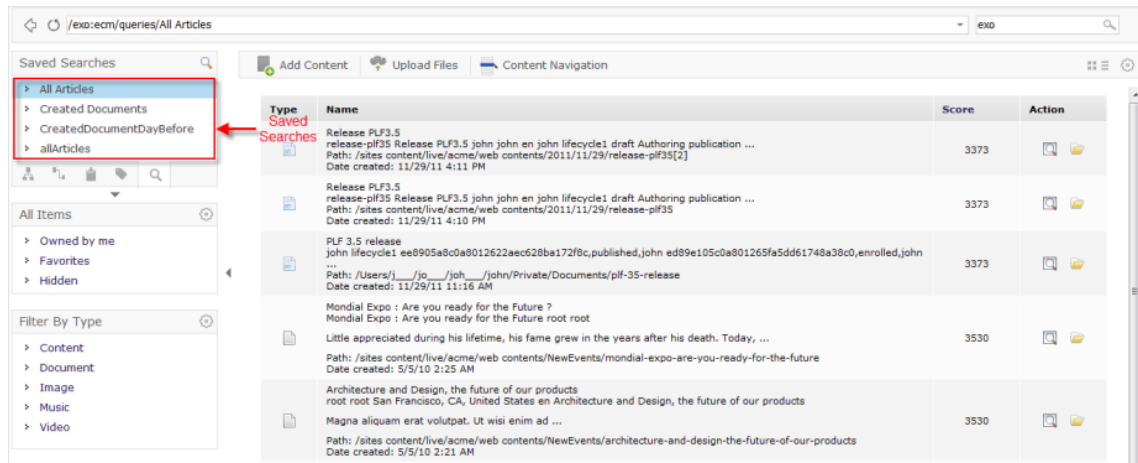 /exo:ecm/queries/All Articles
exo
Saved Searches
All Articles
Created Documents
CreatedDocumentDayBefore
allArticles
Saved
Searches
All Items
Owned by me
Favorites
Hidden
Filter By Type
Content
Document
Image
Music
Video
Add Content
Upload Files
Content Navigation
Type Name Score Action
Release PLF3.5
release-plf35 Release PLF3.5 john john en john lifecycle1 draft Authoring publication ...
Path: /sites content/live/acme/web contents/2011/11/29/release-plf35[2]
Date created: 11/29/11 4:11 PM
3373
Release PLF3.5
release-plf35 Release PLF3.5 john john en john lifecycle1 draft Authoring publication ...
Path: /sites content/live/acme/web contents/2011/11/29/release-plf35
Date created: 11/29/11 4:10 PM
3373
PLF 3.5 release
john lifecycle1 ee8905a8c0a8012622aec628ba172f8c,published,john ed89e105c0a801265fa5dd61748a38c0,enrolled,john
...
Path: /Users/j___/jo___/joh___/john/Private/Documents/plf-35-release
Date created: 11/29/11 11:16 AM
3373
Mondial Expo : Are you ready for the Future ?
Mondial Expo : Are you ready for the Future root root
Little appreciated during his lifetime, his fame grew in the years after his death. Today, ...
Path: /sites content/live/acme/web contents/NewEvents/mondial-expo-are-you-ready-for-the-future
Date created: 5/5/10 2:25 AM
3530
Architecture and Design, the future of our products
root root San Francisco, CA, United States en Architecture and Design, the future of our products
Magna aliquam erat volutpat. Ut wisi enim ad ...
Path: /sites content/live/acme/web contents/NewEvents/architecture-and-design-the-future-of-our-products
Date created: 5/5/10 2:21 AM
3530